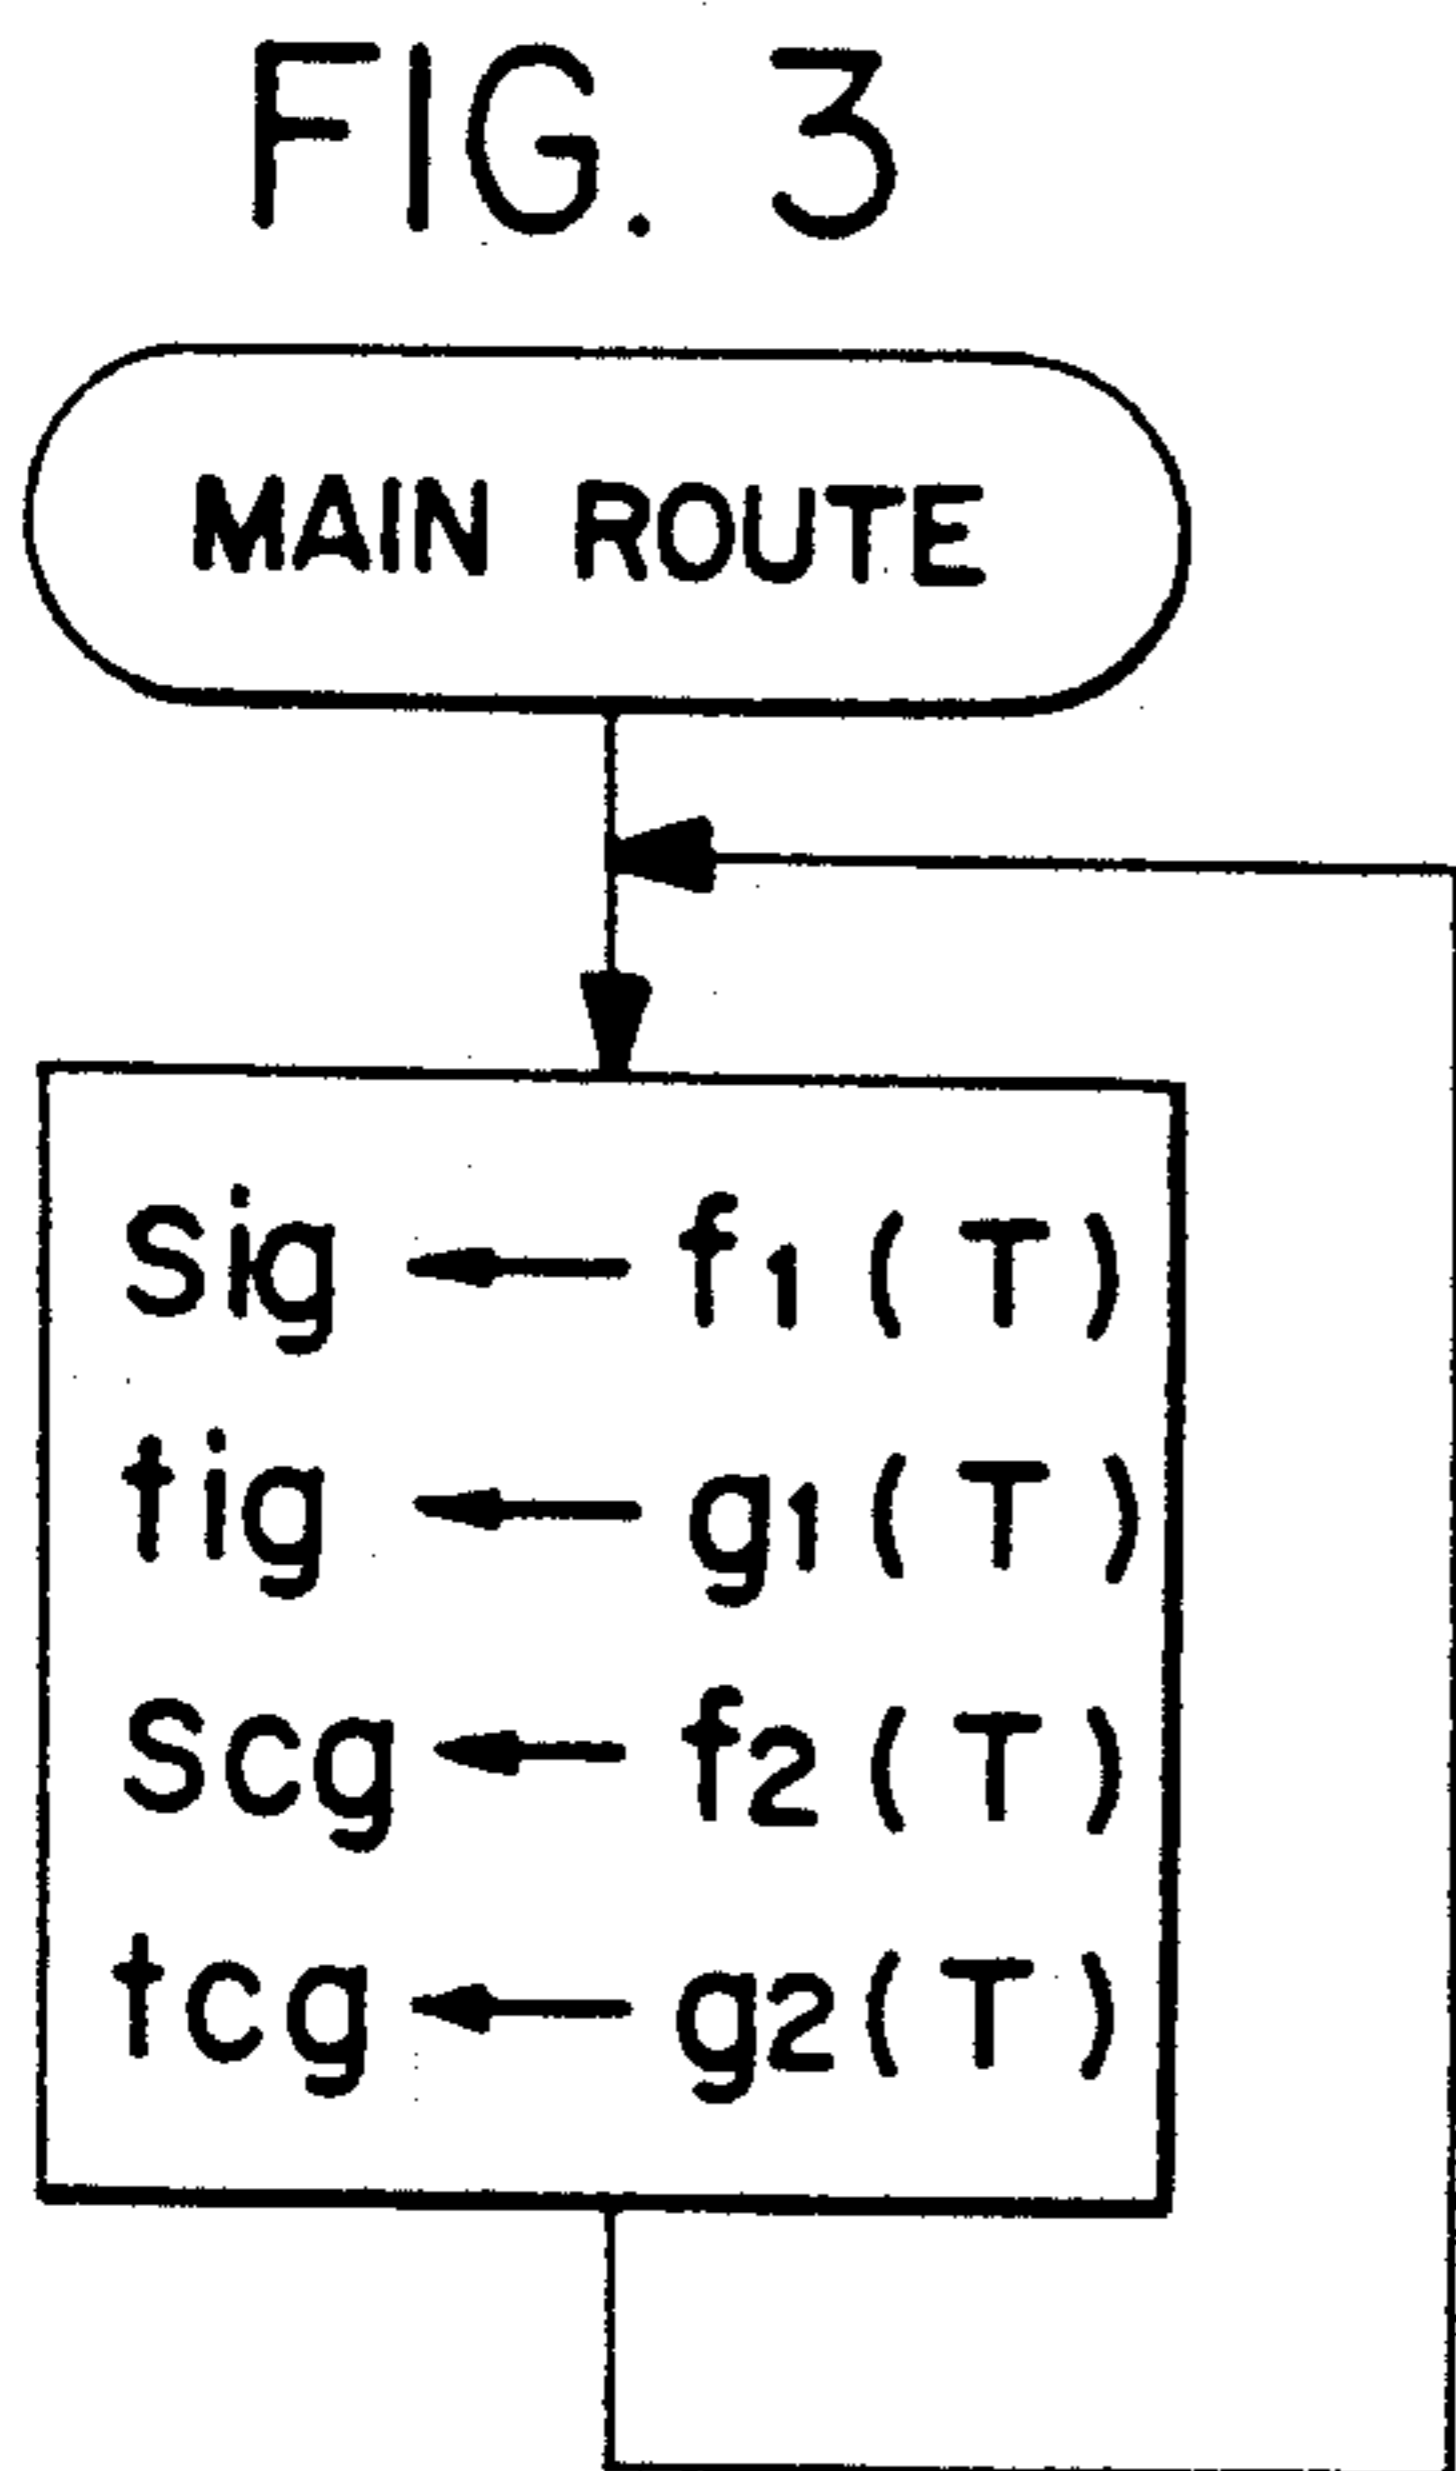 FIG. 3
MAIN ROUTE
Sig ← f1 ( T )
tig ← g1 ( T )
Scg ← f2 ( T )
tcg ← g2 ( T )